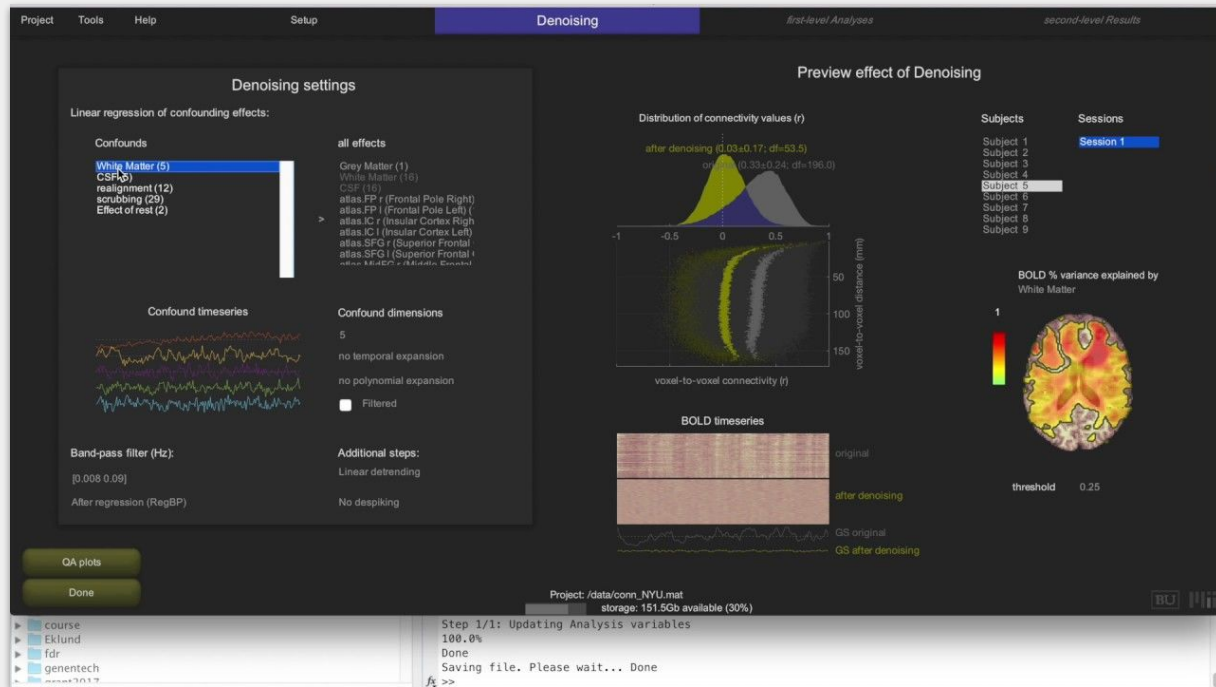 Project Tools Help Setup Denoising first-level Analyses second-level Results
Denoising settings
Linear regression of confounding effects:
Confounds
White Matter (5)
CSF (5)
realignment (12)
scrubbing (29)
Effect of rest (2)
>
all effects
Grey Matter (1)
White Matter (16)
CSF (16)
atlas.FP r (Frontal Pole Right)
atlas.FP l (Frontal Pole Left) (
atlas.IC r (Insular Cortex Righ
atlas.IC l (Insular Cortex Left)
atlas.SFG r (Superior Frontal
atlas.SFG l (Superior Frontal
atlas.MidFG r (Middle Frontal
Confound timeseries
Confound dimensions
5
no temporal expansion
no polynomial expansion
Filtered
Band-pass filter (Hz):
[0.008 0.09]
After regression (RegBP)
Additional steps:
Linear detrending
No despiking
QA plots
Done
Preview effect of Denoising
Distribution of connectivity values (r)
after denoising (0.03±0.17; df=53.5)
original (0.33±0.24; df=196.0)
-1 -0.5 0 0.5 1
50
100
150
voxel-to-voxel distance (mm)
voxel-to-voxel connectivity (r)
BOLD timeseries
original
after denoising
GS original
GS after denoising
Subjects
Subject 1
Subject 2
Subject 3
Subject 4
Subject 5
Subject 6
Subject 7
Subject 8
Subject 9
Sessions
Session 1
BOLD % variance explained by
White Matter
1
threshold 0.25
Project: /data/conn_NYU.mat
storage: 151.5Gb available (30%)
BU
course
Eklund
fdr
genentech
grant2017
Step 1/1: Updating Analysis variables
100.0%
Done
Saving file. Please wait... Done
fx >>